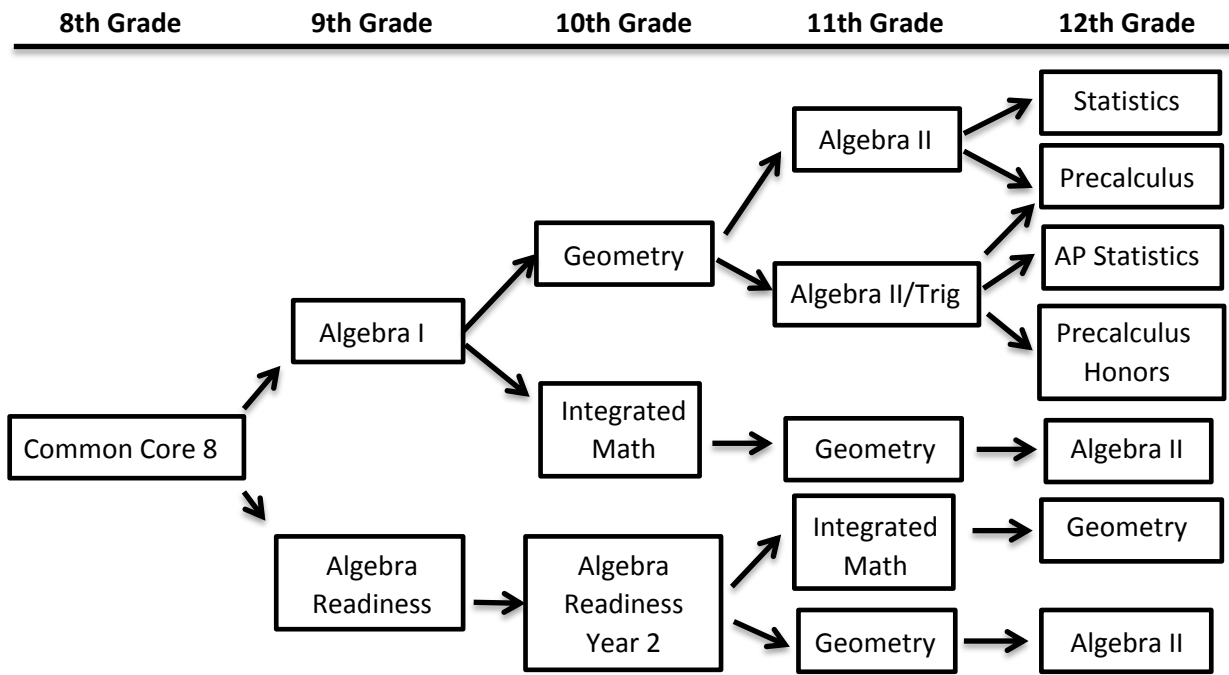 8th Grade 9th Grade 10th Grade 11th Grade 12th Grade
Statistics
Algebra II
Precalculus
Geometry
AP Statistics
Algebra II/Trig
Algebra I
Precalculus
Honors
Integrated
Math
Common Core 8
Geometry
Algebra II
Integrated
Math
Geometry
Algebra
Readiness
Algebra
Readiness
Year 2
Geometry
Algebra II